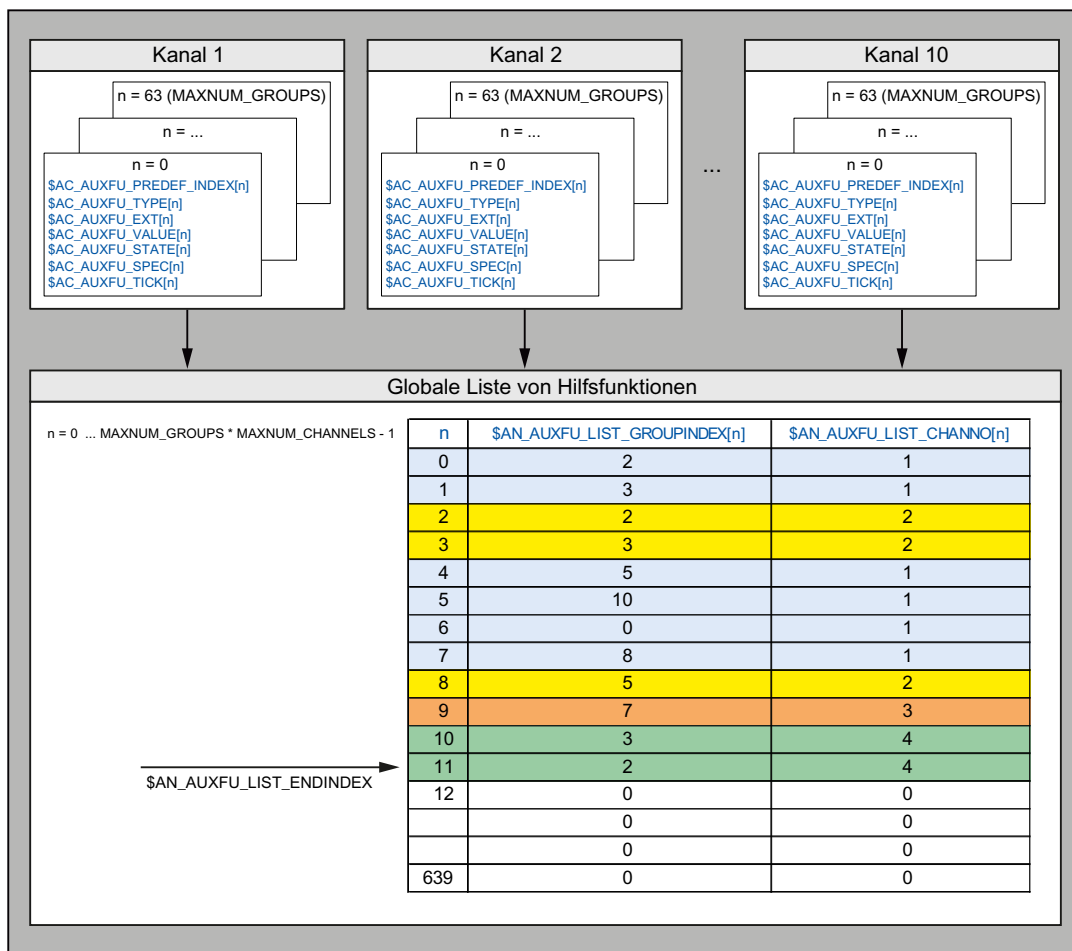 Kanal 1
n = 63 (MAXNUM_GROUPS)
n = ...
n = 0
$AC_AUXFU_PREDEF_INDEX[n]
$AC_AUXFU_TYPE[n]
$AC_AUXFU_EXT[n]
$AC_AUXFU_VALUE[n]
$AC_AUXFU_STATE[n]
$AC_AUXFU_SPEC[n]
$AC_AUXFU_TICK[n]
Kanal 2
n = 63 (MAXNUM_GROUPS)
n = ...
n = 0
$AC_AUXFU_PREDEF_INDEX[n]
$AC_AUXFU_TYPE[n]
$AC_AUXFU_EXT[n]
$AC_AUXFU_VALUE[n]
$AC_AUXFU_STATE[n]
$AC_AUXFU_SPEC[n]
$AC_AUXFU_TICK[n]
...
Kanal 10
n = 63 (MAXNUM_GROUPS)
n = ...
n = 0
$AC_AUXFU_PREDEF_INDEX[n]
$AC_AUXFU_TYPE[n]
$AC_AUXFU_EXT[n]
$AC_AUXFU_VALUE[n]
$AC_AUXFU_STATE[n]
$AC_AUXFU_SPEC[n]
$AC_AUXFU_TICK[n]
Globale Liste von Hilfsfunktionen
n = 0 ... MAXNUM_GROUPS * MAXNUM_CHANNELS - 1
n $AN_AUXFU_LIST_GROUPINDEX[n] $AN_AUXFU_LIST_CHANNO[n]
0 2 1
1 3 1
2 2 2
3 3 2
4 5 1
5 10 1
6 0 1
7 8 1
8 5 2
9 7 3
10 3 4
11 2 4
$AN_AUXFU_LIST_ENDINDEX
12 0 0
0 0
0 0
639 0 0